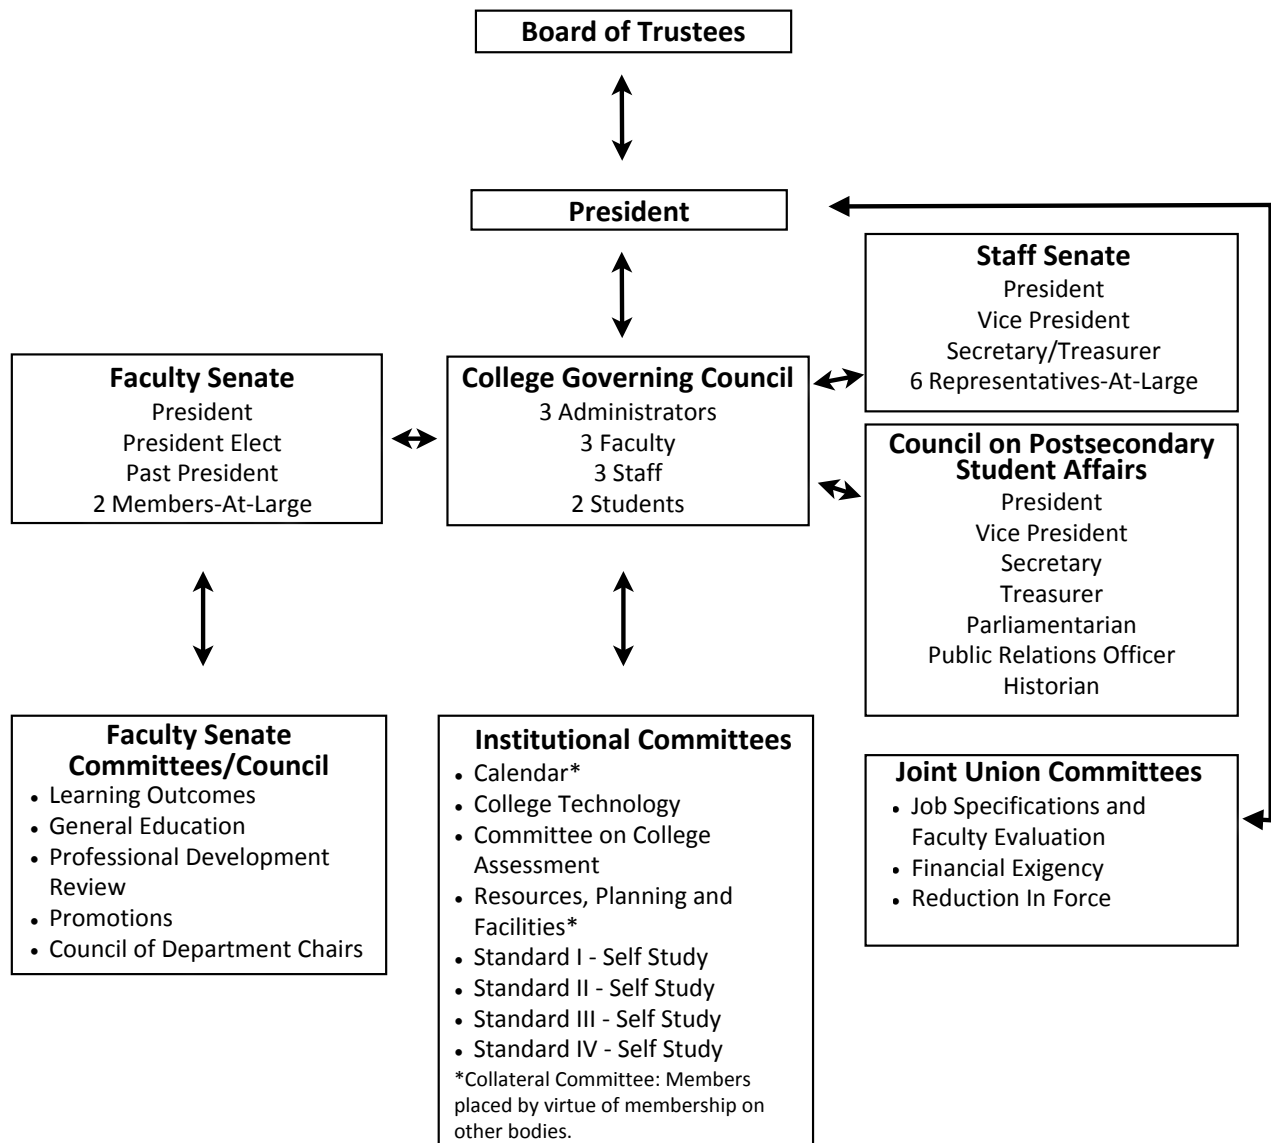 Board of Trustees
President
Staff Senate
President
Vice President
Secretary/Treasurer
6 Representatives-At-Large
Faculty Senate
President
President Elect
Past President
2 Members-At-Large
College Governing Council
3 Administrators
3 Faculty
3 Staff
2 Students
Council on Postsecondary
Student Affairs
President
Vice President
Secretary
Treasurer
Parliamentarian
Public Relations Officer
Historian
Faculty Senate
Committees/Council
• Learning Outcomes
• General Education
• Professional Development
Review
• Promotions
• Council of Department Chairs
Institutional Committees
• Calendar*
• College Technology
• Committee on College
Assessment
• Resources, Planning and
Facilities*
• Standard I - Self Study
• Standard II - Self Study
• Standard III - Self Study
• Standard IV - Self Study
*Collateral Committee: Members
placed by virtue of membership on
other bodies.
Joint Union Committees
• Job Specifications and
Faculty Evaluation
• Financial Exigency
• Reduction In Force